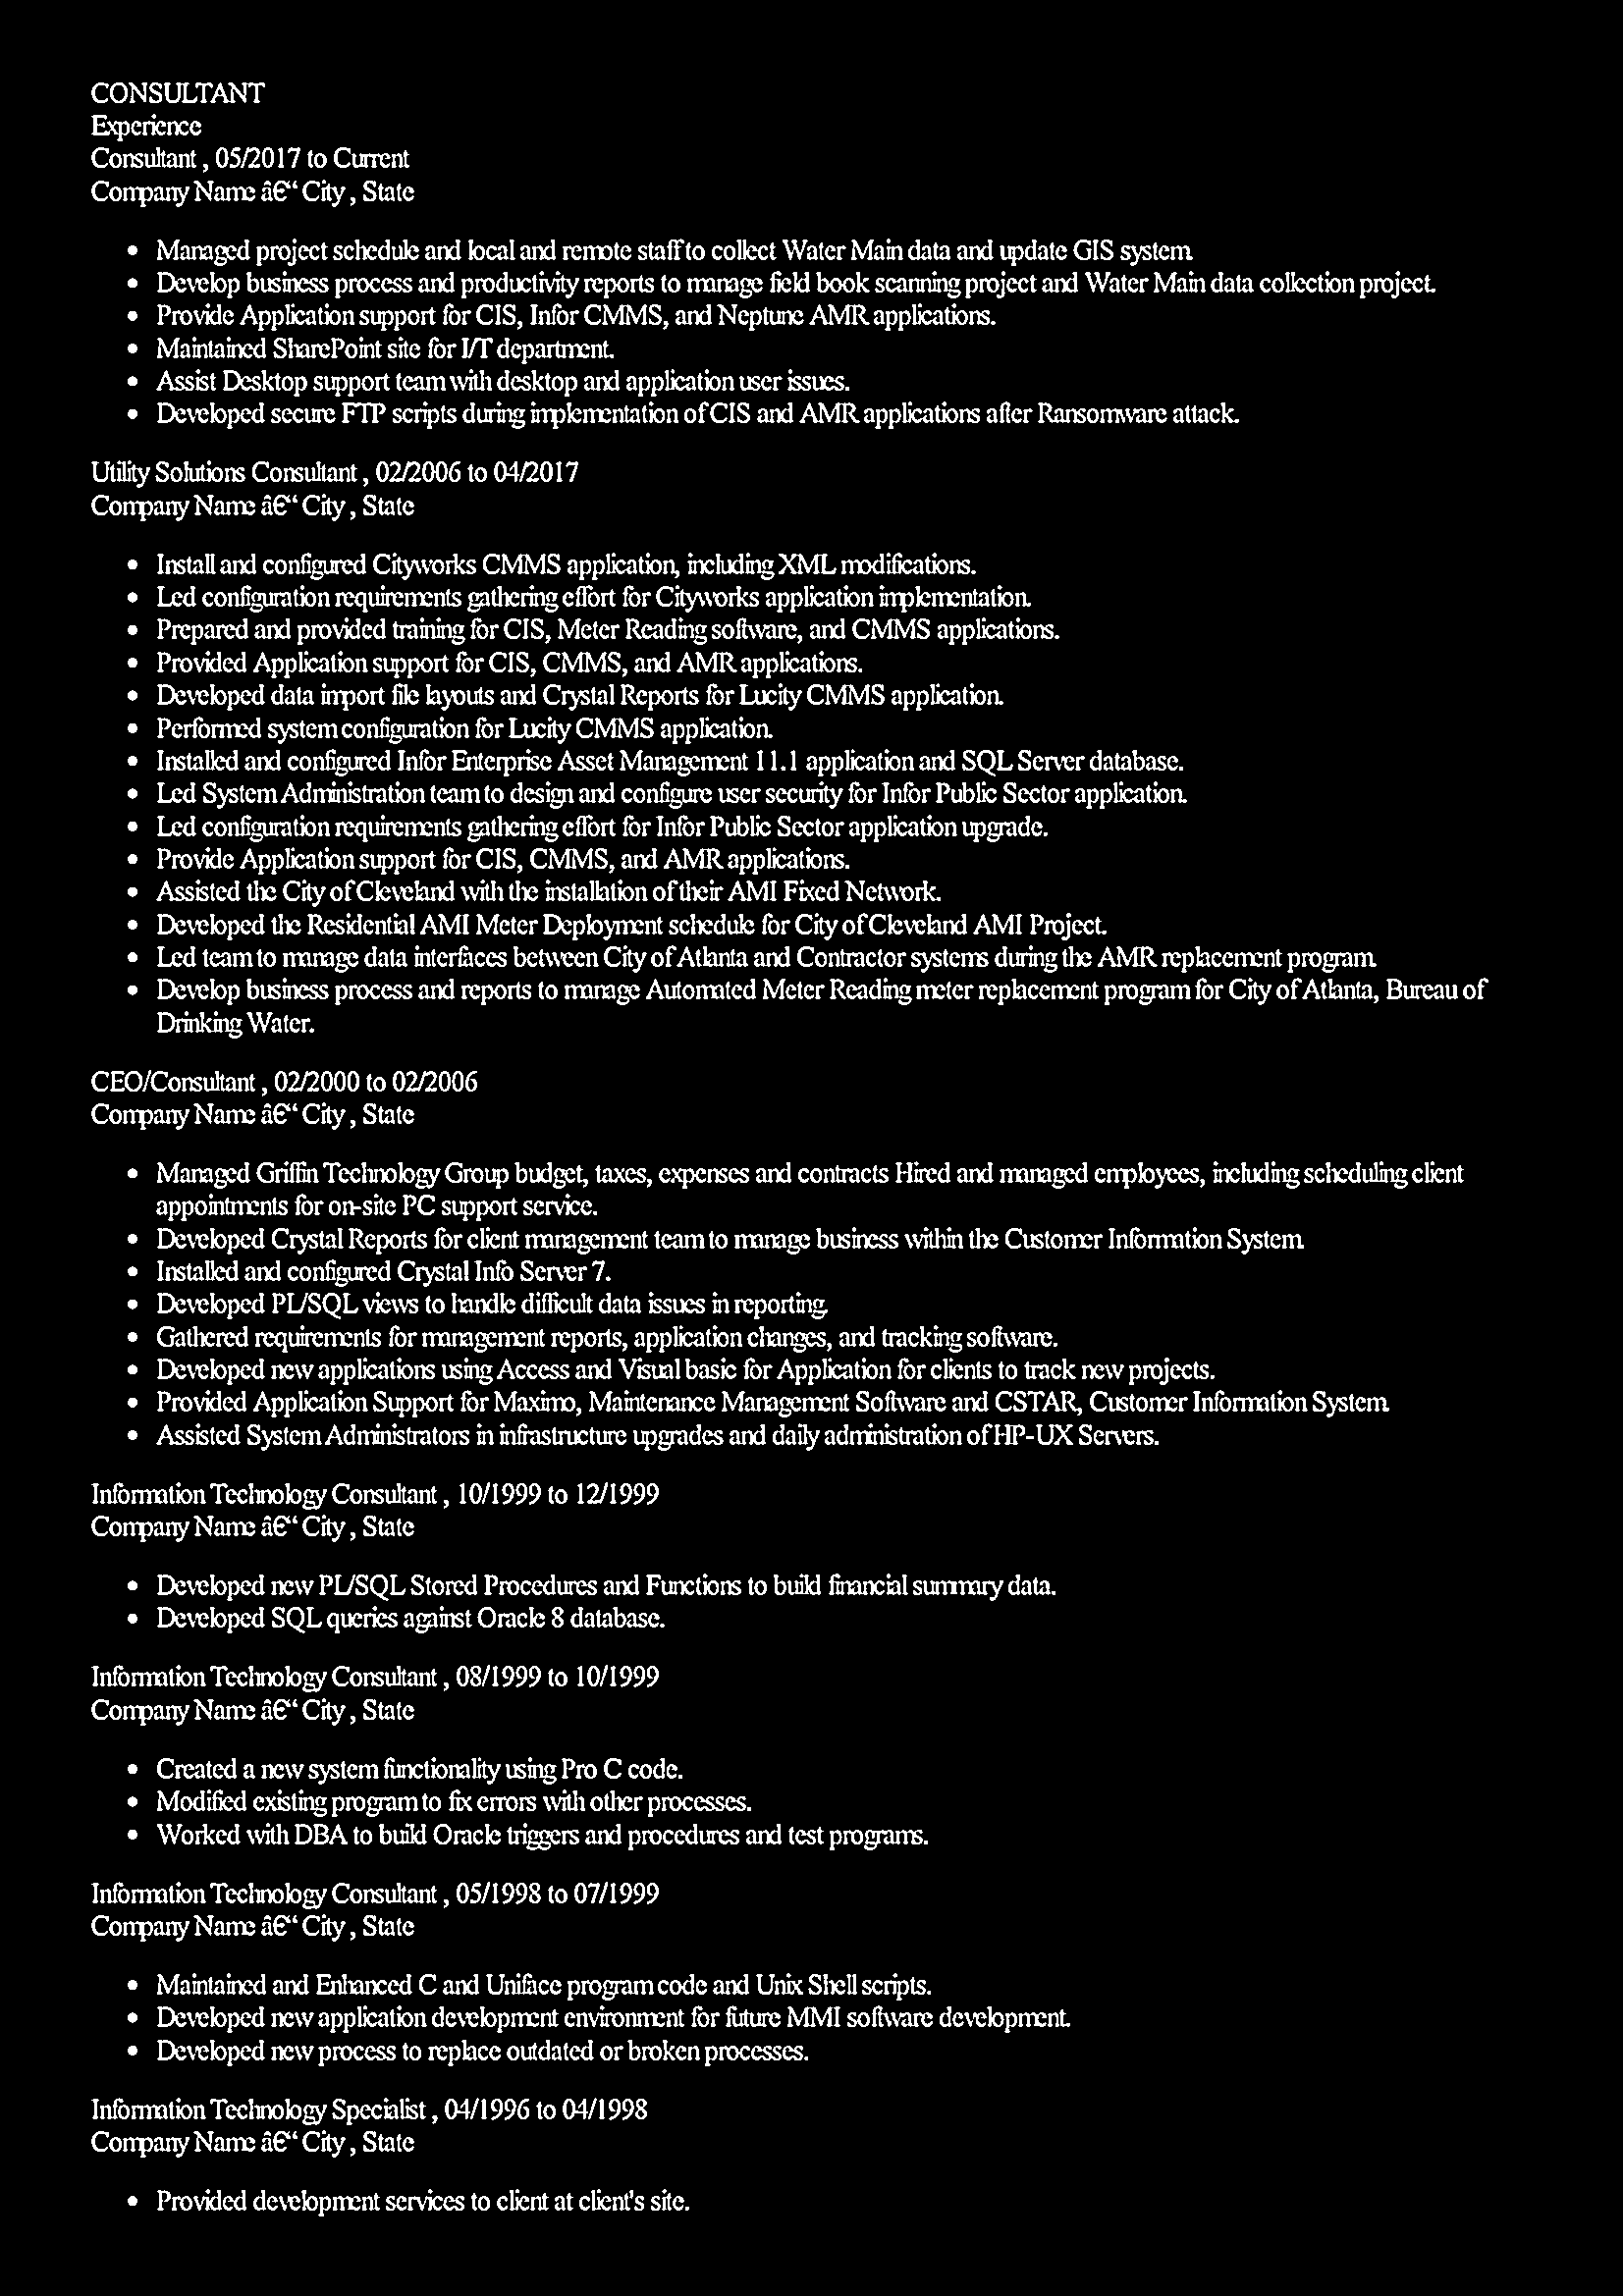 CONSULTANT
Experience
Consultant , 05/2017 to Current
Company Name â€“ City , State
• Managed project schedule and local and remote staff to collect Water Main data and update GIS system.
• Develop business process and productivity reports to manage field book scanning project and Water Main data collection project.
• Provide Application support for CIS, Infor CMMS, and Neptune AMR applications.
• Maintained SharePoint site for I/T department.
• Assist Desktop support team with desktop and application user issues.
• Developed secure FTP scripts during implementation of CIS and AMR applications after Ransomware attack.
Utility Solutions Consultant , 02/2006 to 04/2017
Company Name â€“ City , State
• Install and configured Cityworks CMMS application, including XML modifications.
• Led configuration requirements gathering effort for Cityworks application implementation.
• Prepared and provided training for CIS, Meter Reading software, and CMMS applications.
• Provided Application support for CIS, CMMS, and AMR applications.
• Developed data import file layouts and Crystal Reports for Lucity CMMS application.
• Performed system configuration for Lucity CMMS application.
• Installed and configured Infor Enterprise Asset Management 11.1 application and SQL Server database.
• Led System Administration team to design and configure user security for Infor Public Sector application.
• Led configuration requirements gathering effort for Infor Public Sector application upgrade.
• Provide Application support for CIS, CMMS, and AMR applications.
• Assisted the City of Cleveland with the installation of their AMI Fixed Network.
• Developed the Residential AMI Meter Deployment schedule for City of Cleveland AMI Project.
• Led team to manage data interfaces between City of Atlanta and Contractor systems during the AMR replacement program.
• Develop business process and reports to manage Automated Meter Reading meter replacement program for City of Atlanta, Bureau of
Drinking Water.
CEO/Consultant , 02/2000 to 02/2006
Company Name â€“ City , State
• Managed Griffin Technology Group budget, taxes, expenses and contracts Hired and managed employees, including scheduling client
appointments for on-site PC support service.
• Developed Crystal Reports for client management team to manage business within the Customer Information System.
• Installed and configured Crystal Info Server 7.
• Developed PL/SQL views to handle difficult data issues in reporting.
• Gathered requirements for management reports, application changes, and tracking software.
• Developed new applications using Access and Visual basic for Application for clients to track new projects.
• Provided Application Support for Maximo, Maintenance Management Software and CSTAR, Customer Information System.
• Assisted System Administrators in infrastructure upgrades and daily administration of HP-UX Servers.
Information Technology Consultant , 10/1999 to 12/1999
Company Name â€“ City , State
• Developed new PL/SQL Stored Procedures and Functions to build financial summary data.
• Developed SQL queries against Oracle 8 database.
Information Technology Consultant , 08/1999 to 10/1999
Company Name â€“ City , State
• Created a new system functionality using Pro C code.
• Modified existing program to fix errors with other processes.
• Worked with DBA to build Oracle triggers and procedures and test programs.
Information Technology Consultant , 05/1998 to 07/1999
Company Name â€“ City , State
• Maintained and Enhanced C and Uniface program code and Unix Shell scripts.
• Developed new application development environment for future MMI software development.
• Developed new process to replace outdated or broken processes.
Information Technology Specialist , 04/1996 to 04/1998
Company Name â€“ City , State
• Provided development services to client at client's site.